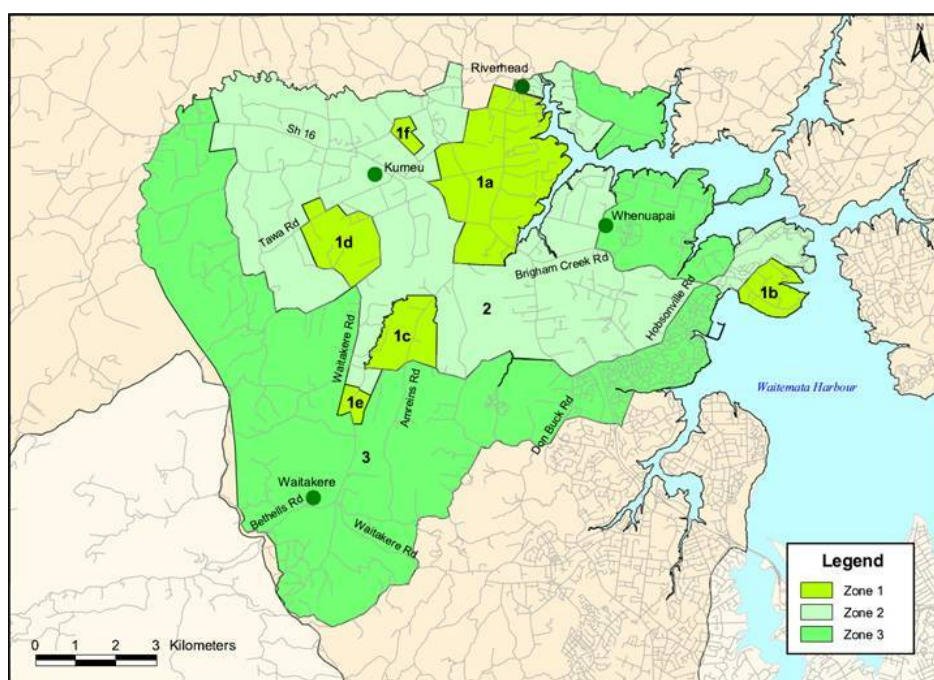 N
Riverhead
Sh 16
1f
Kumeu
1a
Whenuapai
Tawa Rd
1d
Brigham Creek Rd
1b
2
Hobsonville Rd
1c
Waitakere Rd
Waitemata Harbour
1e
Amreins Rd
Don Buck Rd
3
Waitakere
Bethells Rd
Waitakere Rd
Legend
Zone 1
Zone 2
Zone 3
0 1 2 3 Kilometers